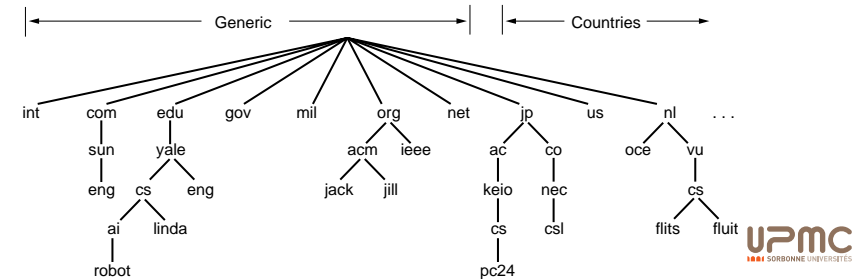 Generic Countries
int com edu gov mil org net jp us nl . . .
sun yale acm ieee ac co oce vu
eng cs eng jack jill keio nec cs
ai linda cs csl flits fluit
robot pc24
UPMC
SORBONNE UNIVERSITÉS